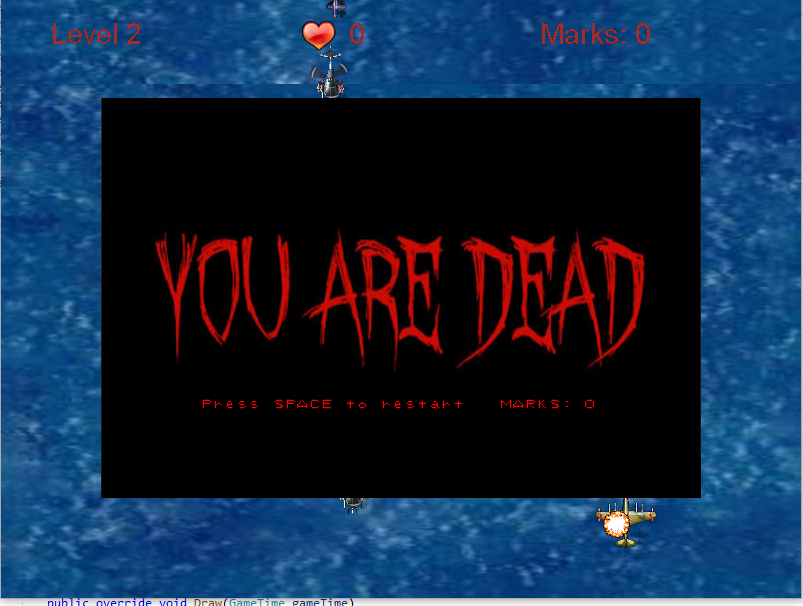 Level 2 0 Marks: 0
YOU ARE DEAD
Press SPACE to restart MARKS: 0
public override void Draw(GameTime gameTime)